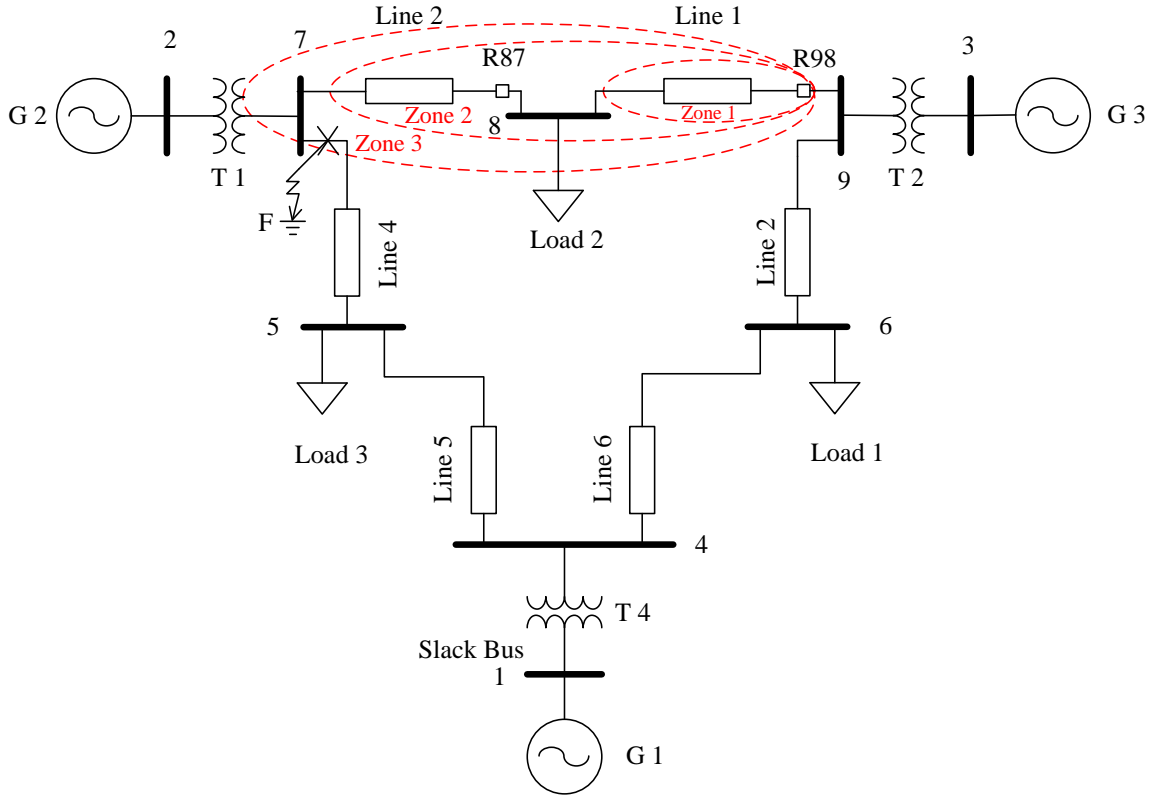 Line 2
Line 1
2
7
3
R87
R98
G 2
Zone 2
Zone 1
G 3
8
Zone 3
T 1
T 2
9
F
Load 2
Line 4
Line 2
5
6
Load 3
Load 1
Line 5
Line 6
4
T 4
Slack Bus
1
G 1